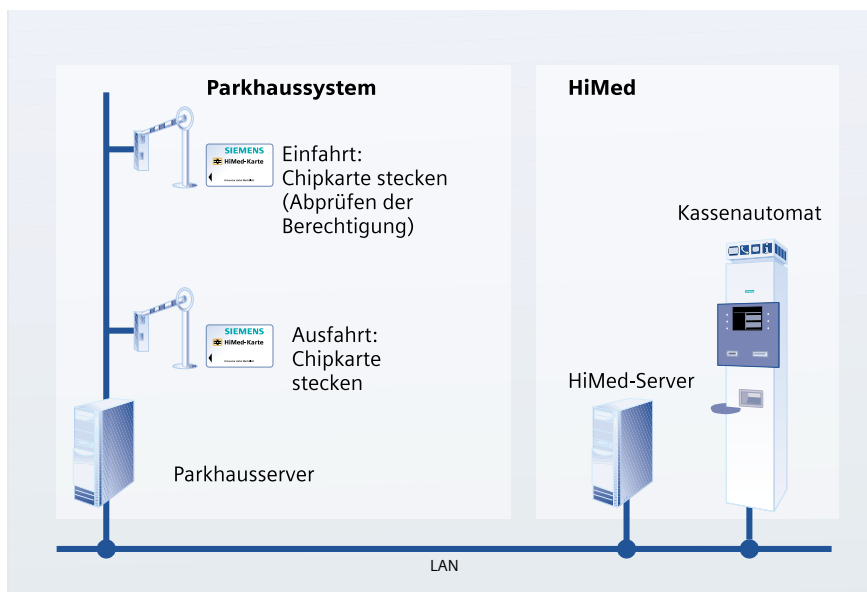 Parkhaussystem
SIEMENS
HiMed-Karte
Einfahrt:
Chipkarte stecken
(Abprüfen der
Berechtigung)
SIEMENS
HiMed-Karte
Ausfahrt:
Chipkarte
stecken
Parkhausserver
HiMed
Kassenautomat
HiMed-Server
LAN